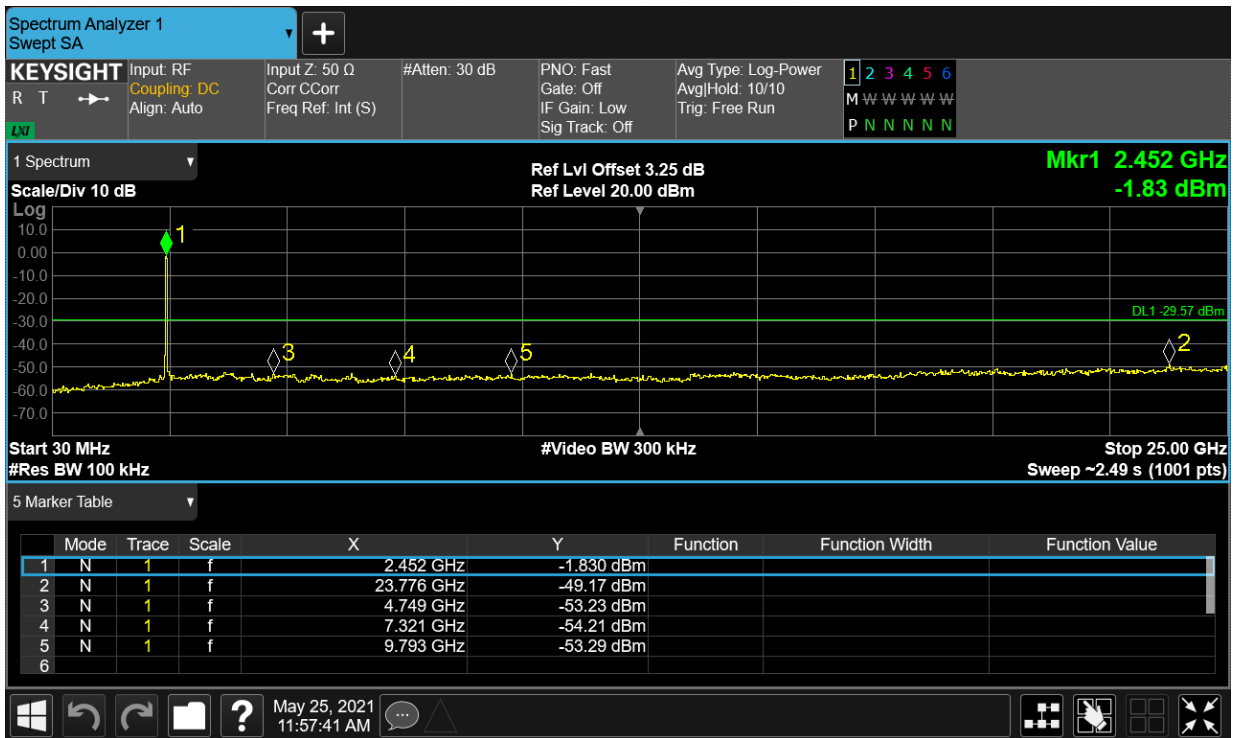 Spectrum Analyzer 1
Swept SA
KEYSIGHT
R T
LXI
Input: RF
Coupling: DC
Align: Auto
Input Z: 50 Ω
Corr CCorr
Freq Ref: Int (S)
#Atten: 30 dB
PNO: Fast
Gate: Off
IF Gain: Low
Sig Track: Off
Avg Type: Log-Power
Avg|Hold: 10/10
Trig: Free Run
1 2 3 4 5 6
M W W W W W
P N N N N N
1 Spectrum
Scale/Div 10 dB
Ref Lvl Offset 3.25 dB
Ref Level 20.00 dBm
Mkr1 2.452 GHz
-1.83 dBm
Log
10.0
0.00
-10.0
-20.0
-30.0
-40.0
-50.0
-60.0
-70.0
1
3
4
5
2
DL1 -29.57 dBm
Start 30 MHz
#Res BW 100 kHz
#Video BW 300 kHz
Stop 25.00 GHz
Sweep ~2.49 s (1001 pts)
5 Marker Table
Mode Trace Scale X Y Function Function Width Function Value
1 N 1 f 2.452 GHz -1.830 dBm
2 N 1 f 23.776 GHz -49.17 dBm
3 N 1 f 4.749 GHz -53.23 dBm
4 N 1 f 7.321 GHz -54.21 dBm
5 N 1 f 9.793 GHz -53.29 dBm
6
?
May 25, 2021
11:57:41 AM